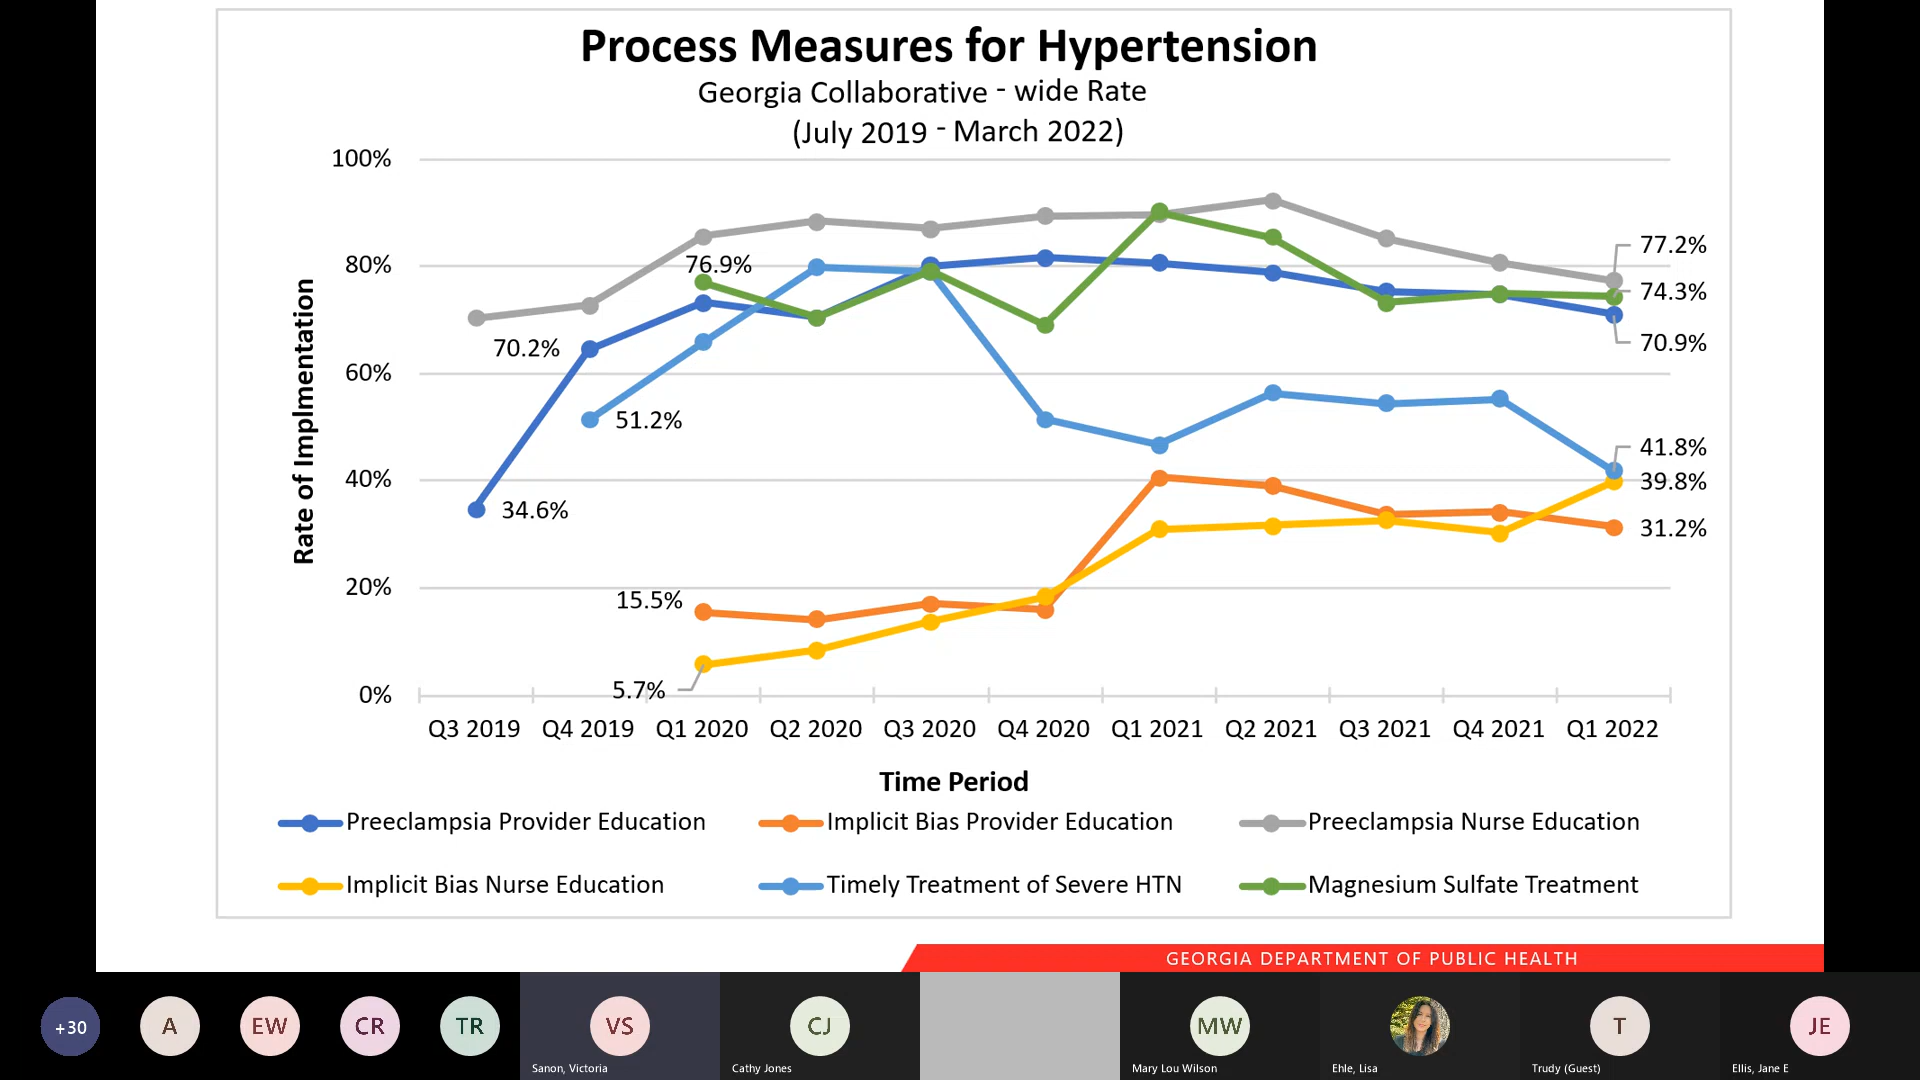 Process Measures for Hypertension
Georgia Collaborative - wide Rate
(July 2019 - March 2022)
100%
80%
60%
40%
20%
0%
Rate of Implmentation
76.9%
70.2%
51.2%
34.6%
15.5%
5.7%
77.2%
74.3%
70.9%
41.8%
39.8%
31.2%
Q3 2019 Q4 2019 Q1 2020 Q2 2020 Q3 2020 Q4 2020 Q1 2021 Q2 2021 Q3 2021 Q4 2021 Q1 2022
Time Period
Preeclampsia Provider Education Implicit Bias Provider Education Preeclampsia Nurse Education
Implicit Bias Nurse Education Timely Treatment of Severe HTN Magnesium Sulfate Treatment
GEORGIA DEPARTMENT OF PUBLIC HEALTH
+30 A EW CR TR VS CJ MW T JE
Sanon, Victoria Cathy Jones Mary Lou Wilson Ehle, Lisa Trudy (Guest) Ellis, Jane E